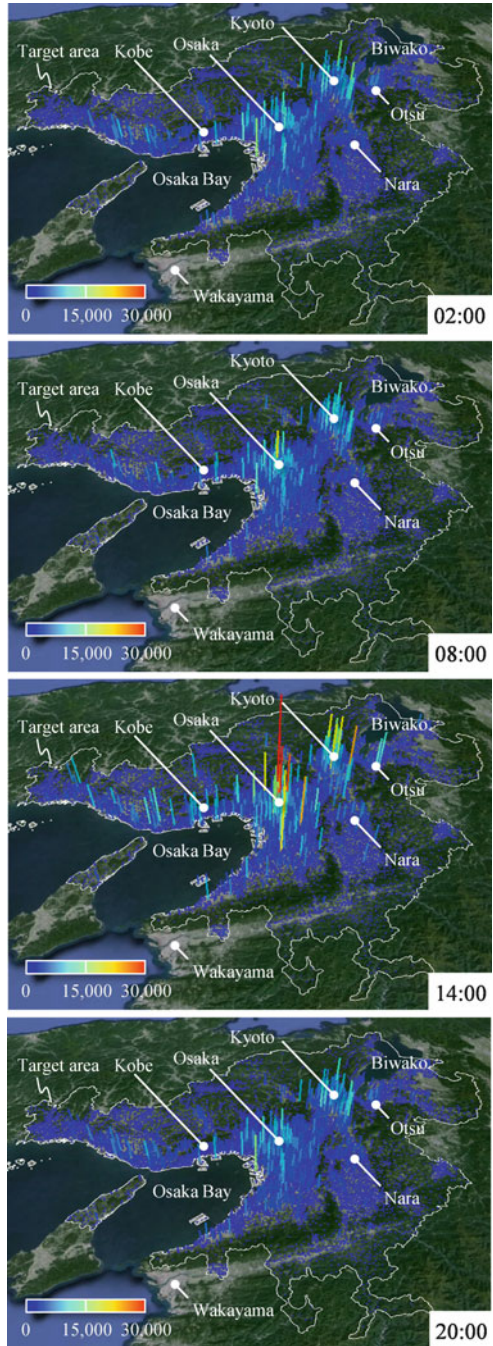 Kyoto
Osaka
Biwako
Target area
Kobe
Otsu
Osaka Bay
Nara
Wakayama
0 15,000 30,000
02:00
Kyoto
Osaka
Biwako
Target area
Kobe
Otsu
Osaka Bay
Nara
Wakayama
0 15,000 30,000
08:00
Kyoto
Osaka
Biwako
Target area
Kobe
Otsu
Osaka Bay
Nara
Wakayama
0 15,000 30,000
14:00
Kyoto
Osaka
Biwako
Target area
Kobe
Otsu
Osaka Bay
Nara
Wakayama
0 15,000 30,000
20:00